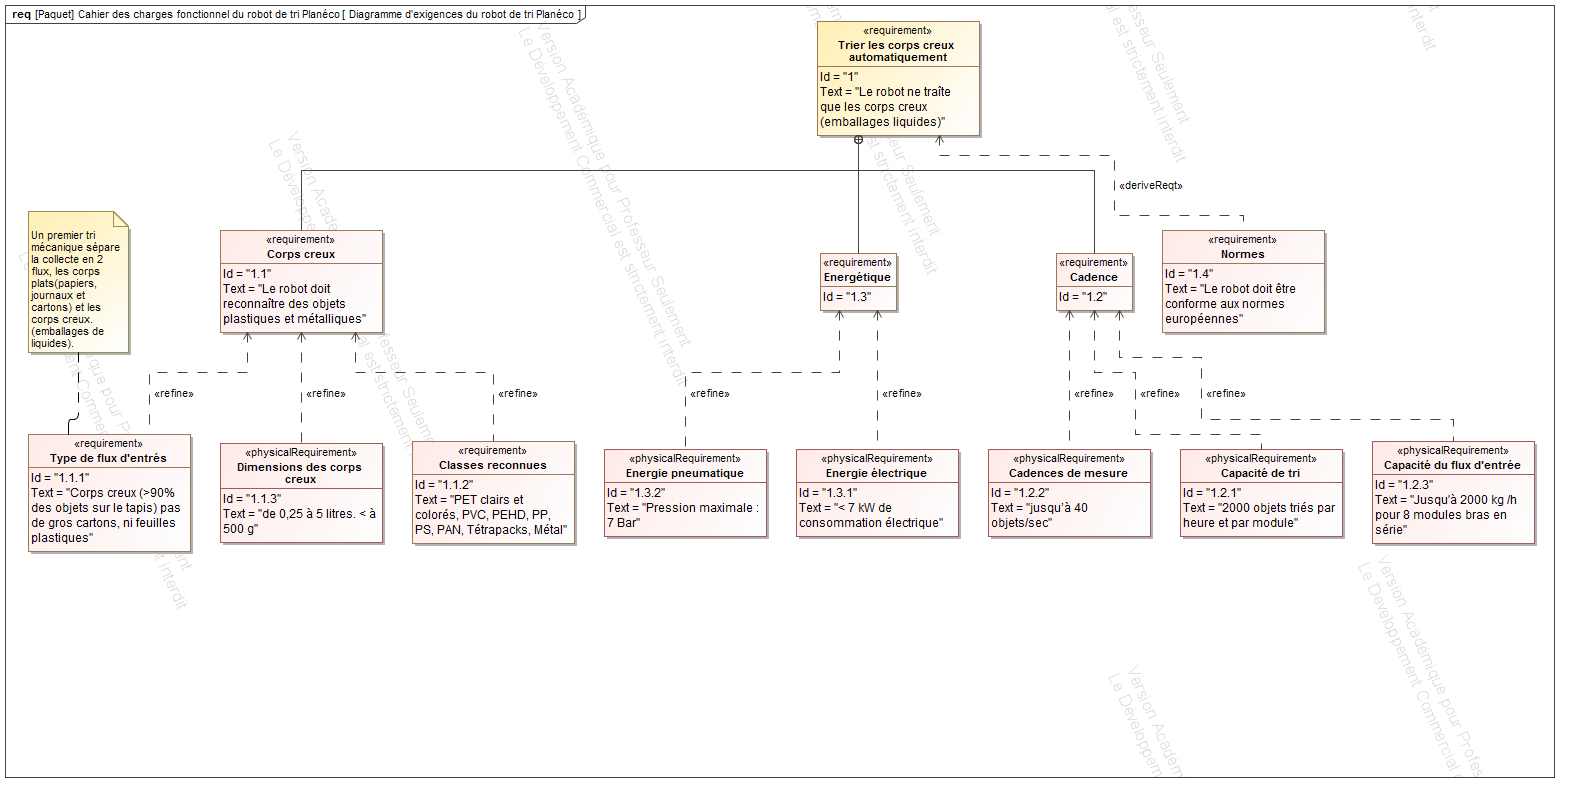 req [Paquet] Cahier des charges fonctionnel du robot de tri Planéco [ Diagramme d'exigences du robot de tri Planéco ]
«requirement»
Trier les corps creux
automatiquement
Id = "1"
Text = "Le robot ne traîte
que les corps creux
(emballages liquides)"
«deriveReqt»
Un premier tri
mécanique sépare
la collecte en 2
flux, les corps
plats(papiers,
journaux et
cartons) et les
corps creux.
(emballages de
liquides).
«requirement»
Corps creux
Id = "1.1"
Text = "Le robot doit
reconnaître des objets
plastiques et métalliques"
«requirement»
Energétique
Id = "1.3"
«requirement»
Cadence
Id = "1.2"
«requirement»
Normes
Id = "1.4"
Text = "Le robot doit être
conforme aux normes
européennes"
«refine»
«refine»
«refine»
«refine»
«refine»
«refine»
«refine»
«refine»
«requirement»
Type de flux d'entrés
Id = "1.1.1"
Text = "Corps creux (>90%
des objets sur le tapis) pas
de gros cartons, ni feuilles
plastiques"
«physicalRequirement»
Dimensions des corps
creux
Id = "1.1.3"
Text = "de 0,25 à 5 litres. < à
500 g"
«requirement»
Classes reconnues
Id = "1.1.2"
Text = "PET clairs et
colorés, PVC, PEHD, PP,
PS, PAN, Tétrapacks, Métal"
«physicalRequirement»
Energie pneumatique
Id = "1.3.2"
Text = "Pression maximale :
7 Bar"
«physicalRequirement»
Energie électrique
Id = "1.3.1"
Text = "< 7 kW de
consommation électrique"
«physicalRequirement»
Cadences de mesure
Id = "1.2.2"
Text = "jusqu'à 40
objets/sec"
«physicalRequirement»
Capacité de tri
Id = "1.2.1"
Text = "2000 objets triés par
heure et par module"
«physicalRequirement»
Capacité du flux d'entrée
Id = "1.2.3"
Text = "Jusqu'à 2000 kg /h
pour 8 modules bras en
série"
Version Académique pour Professeur Seulement
Le Developpement Commercial est strictement interdit